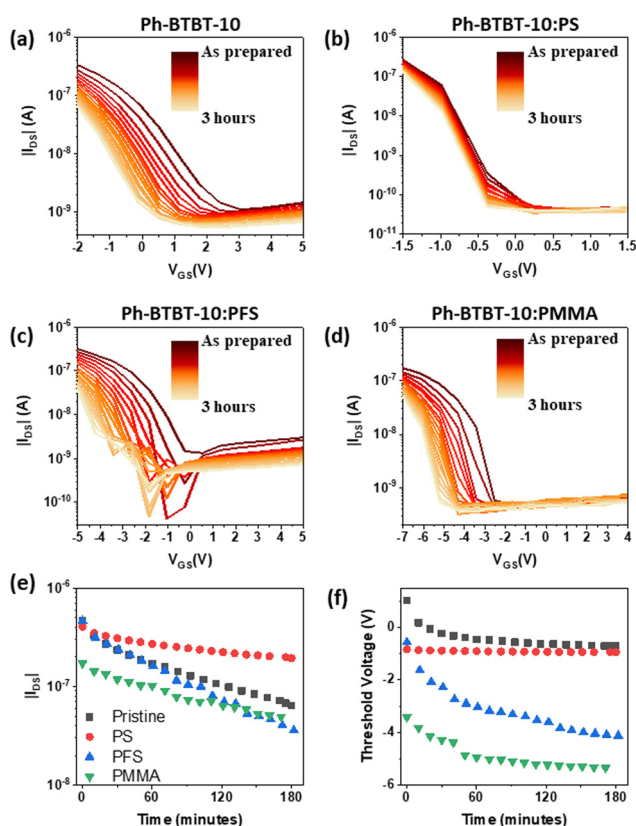 Ph-BTBT-10
Ph-BTBT-10:PS
(a)
As prepared
3 hours
10⁻⁶
10⁻⁷
10⁻⁸
10⁻⁹
|I_DS| (A)
-2 -1 0 1 2 3 4 5
V_GS(V)
(b)
As prepared
3 hours
10⁻⁶
10⁻⁷
10⁻⁸
10⁻⁹
10⁻¹⁰
10⁻¹¹
|I_DS| (A)
-1.5 -1.0 -0.5 0.0 0.5 1.0 1.5
V_GS(V)
Ph-BTBT-10:PFS
Ph-BTBT-10:PMMA
(c)
As prepared
3 hours
10⁻⁶
10⁻⁷
10⁻⁸
10⁻⁹
10⁻¹⁰
|I_DS| (A)
-5 -4 -3 -2 -1 0 1 2 3 4 5
V_GS(V)
(d)
As prepared
3 hours
10⁻⁶
10⁻⁷
10⁻⁸
10⁻⁹
|I_DS| (A)
-7 -6 -5 -4 -3 -2 -1 0 1 2 3 4
V_GS(V)
(e)
10⁻⁶
10⁻⁷
10⁻⁸
|I_DS|
Pristine
PS
PFS
PMMA
0 60 120 180
Time (minutes)
(f)
0
-2
-4
-6
Threshold Voltage (V)
0 60 120 180
Time (minutes)